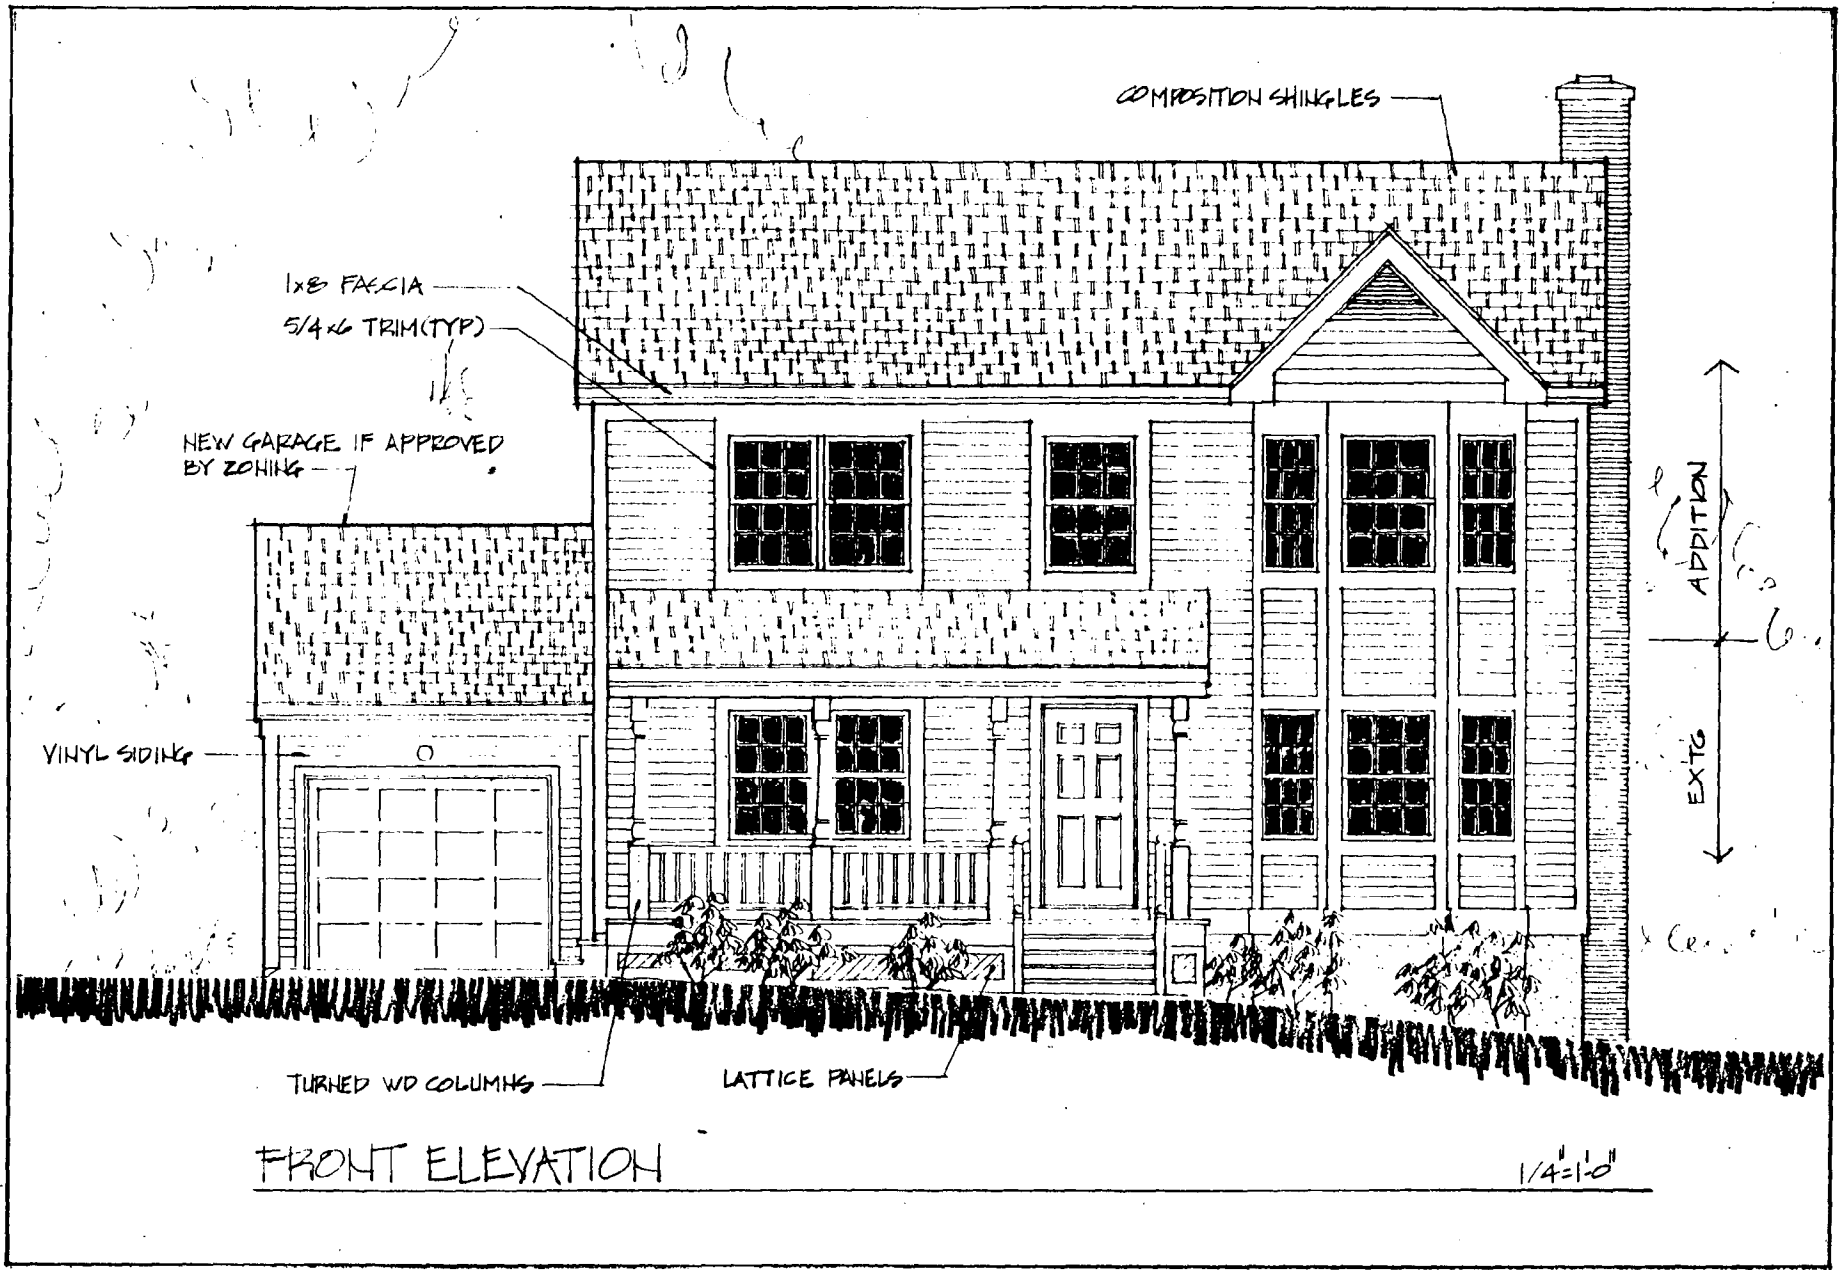 COMPOSITION SHINGLES
1x8 FASCIA
5/4x6 TRIM(TYP)
NEW GARAGE IF APPROVED
BY ZONING
ADDITION
VINYL SIDING
EXTG
TURNED WD COLUMNS
LATTICE PANELS
FRONT ELEVATION
1/4"=1'-0"